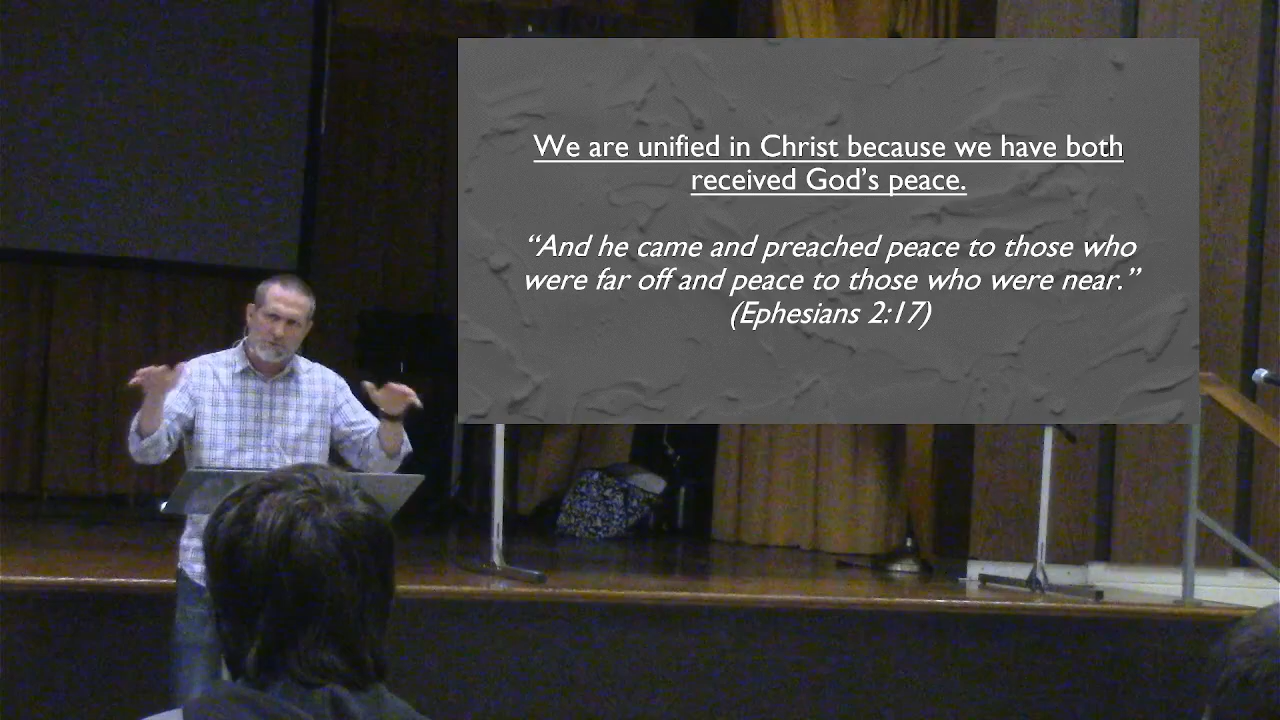 We are unified in Christ because we have both
received God’s peace.
“And he came and preached peace to those who
were far off and peace to those who were near.”
(Ephesians 2:17)